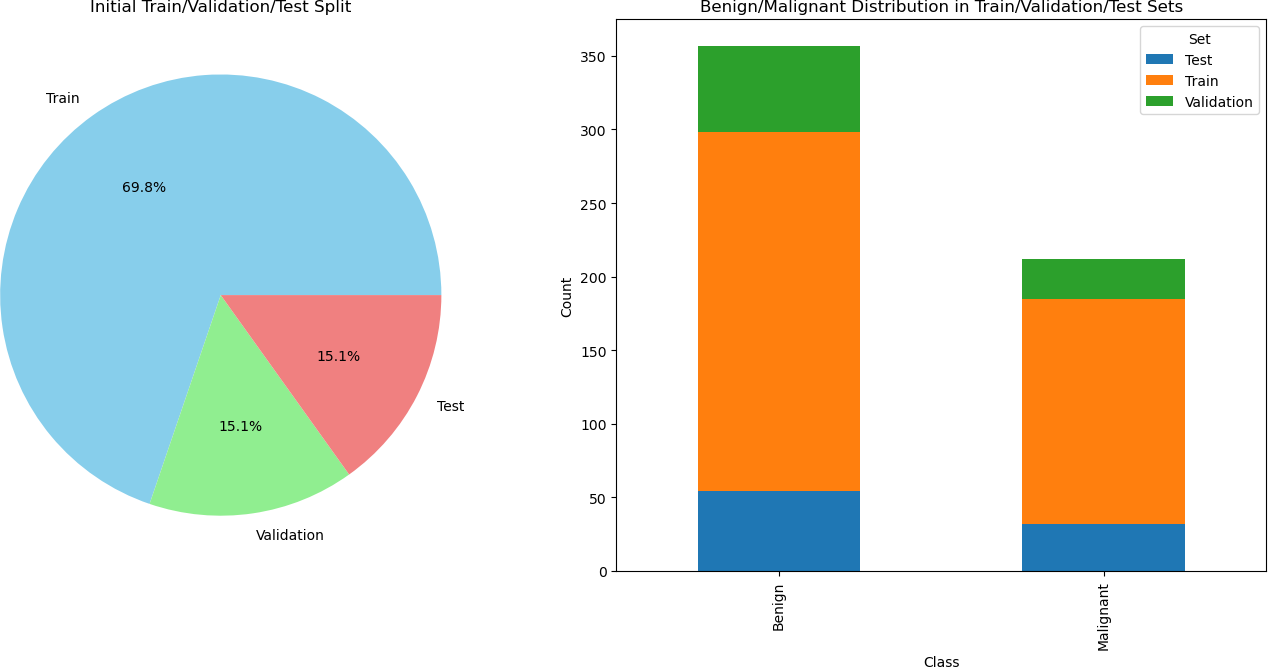 Initial Train/Validation/Test Split
Train
69.8%
15.1%
Test
15.1%
Validation
Benign/Malignant Distribution in Train/Validation/Test Sets
Set
Test
Train
Validation
350
300
250
200
150
100
50
0
Count
Benign
Malignant
Class